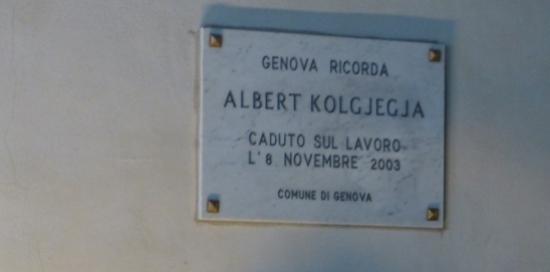 GENOVA RICORDA
ALBERT KOLGJEGJA
CADUTO SUL LAVORO
L'8 NOVEMBRE 2003
COMUNE DI GENOVA